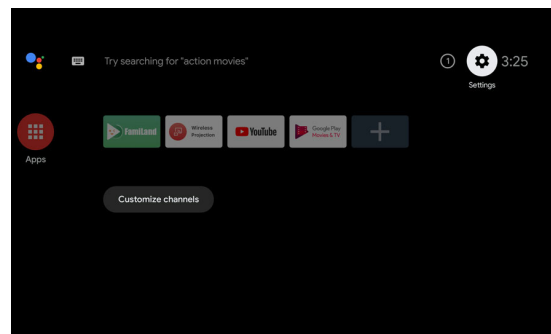 Try searching for "action movies"
1
3:25
Settings
Apps
FamiLand
Wireless
Projection
YouTube
Google Play
Movies & TV
Customize channels